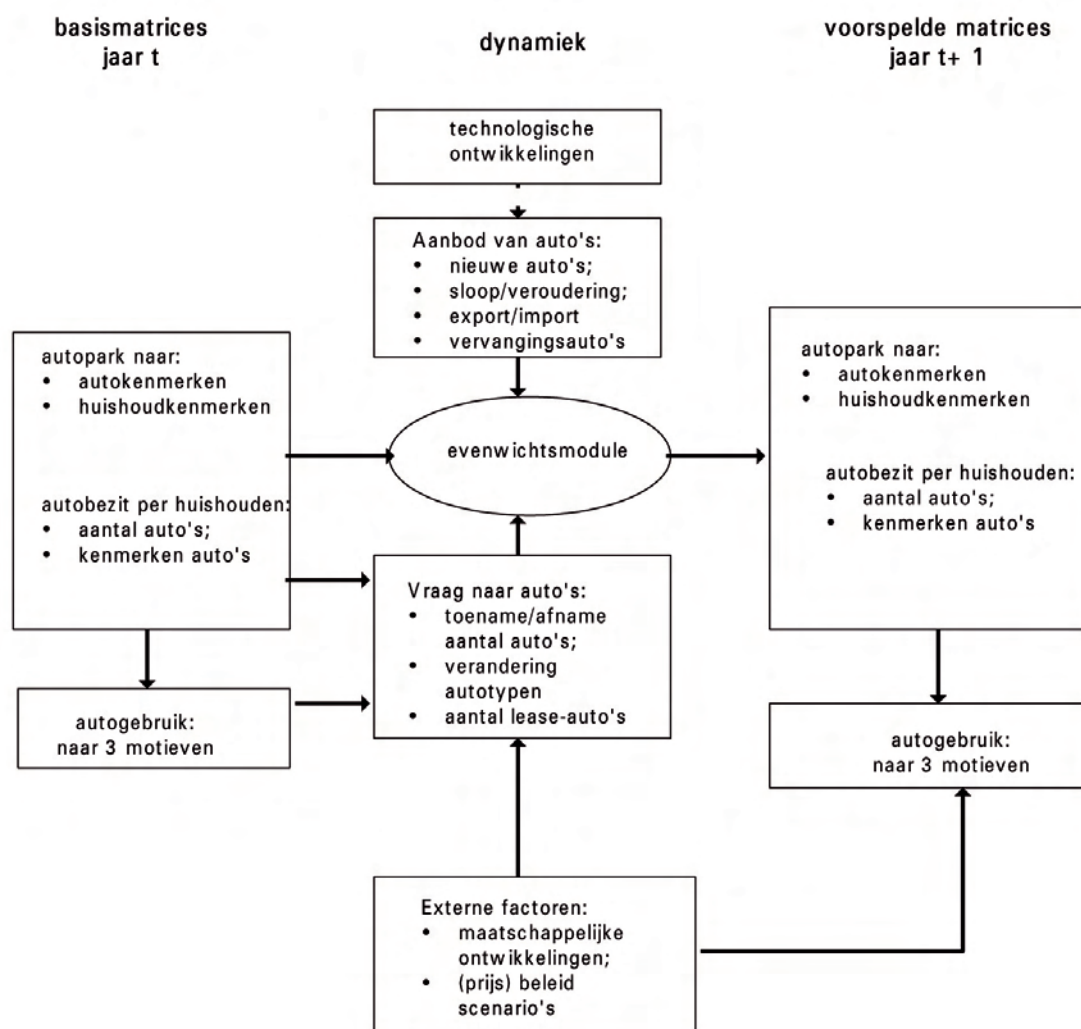 basismatrices
jaar t
dynamiek
voorspelde matrices
jaar t+ 1
technologische
ontwikkelingen
Aanbod van auto's:
• nieuwe auto's;
• sloop/veroudering;
• export/import
• vervangingsauto's
autopark naar:
• autokenmerken
• huishoudkenmerken
autobezit per huishouden:
• aantal auto's;
• kenmerken auto's
evenwichtsmodule
autopark naar:
• autokenmerken
• huishoudkenmerken
autobezit per huishouden:
• aantal auto's;
• kenmerken auto's
Vraag naar auto's:
• toename/afname
aantal auto's;
• verandering
autotypen
• aantal lease-auto's
autogebruik:
naar 3 motieven
autogebruik:
naar 3 motieven
Externe factoren:
• maatschappelijke
ontwikkelingen;
• (prijs) beleid
scenario's